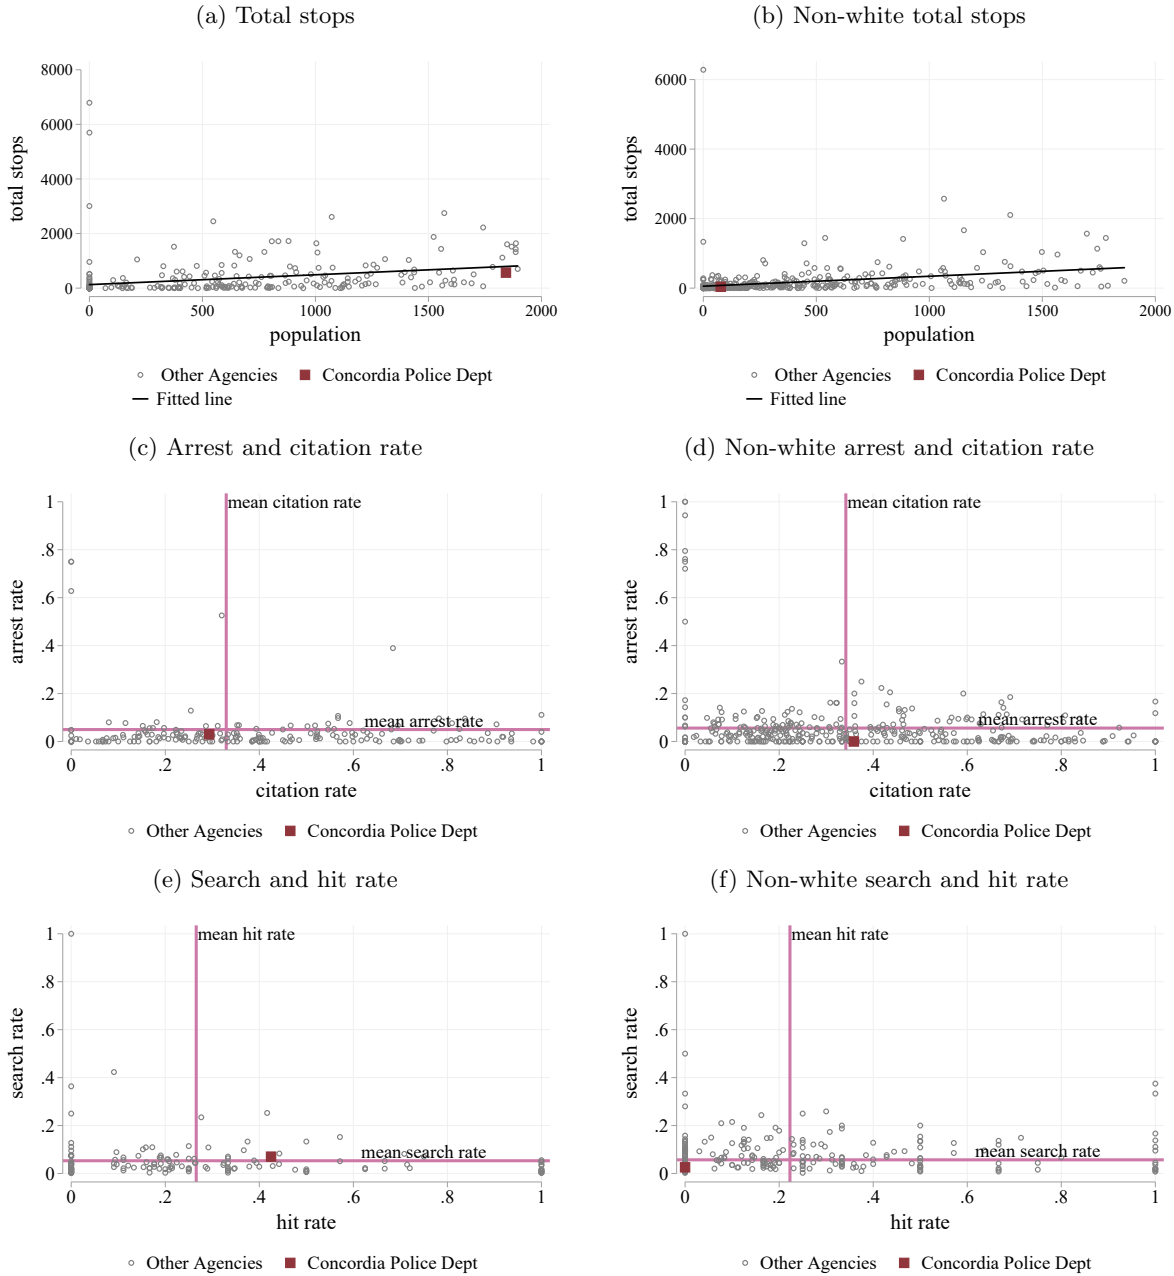 (a) Total stops
(b) Non-white total stops
8000
6000
4000
2000
0
total stops
0 500 1000 1500 2000
population
Other Agencies Concordia Police Dept
Fitted line
6000
4000
2000
0
total stops
0 500 1000 1500 2000
population
Other Agencies Concordia Police Dept
Fitted line
(c) Arrest and citation rate
(d) Non-white arrest and citation rate
1
.8
.6
.4
.2
0
arrest rate
mean citation rate
mean arrest rate
0 .2 .4 .6 .8 1
citation rate
Other Agencies Concordia Police Dept
1
.8
.6
.4
.2
0
arrest rate
mean citation rate
mean arrest rate
0 .2 .4 .6 .8 1
citation rate
Other Agencies Concordia Police Dept
(e) Search and hit rate
(f) Non-white search and hit rate
1
.8
.6
.4
.2
0
search rate
mean hit rate
mean search rate
0 .2 .4 .6 .8 1
hit rate
Other Agencies Concordia Police Dept
1
.8
.6
.4
.2
0
search rate
mean hit rate
mean search rate
0 .2 .4 .6 .8 1
hit rate
Other Agencies Concordia Police Dept